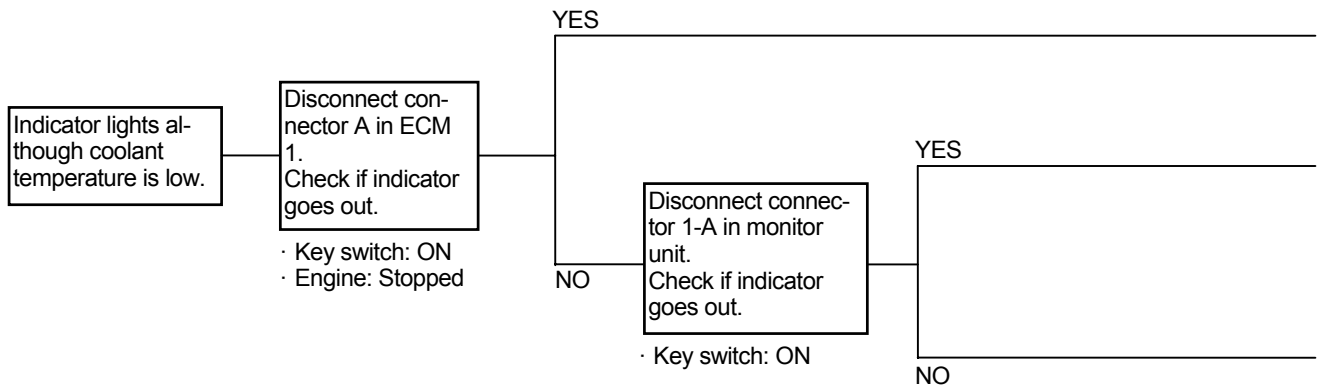 YES
Indicator lights al-
though coolant
temperature is low.
Disconnect con-
nector A in ECM
1.
Check if indicator
goes out.
· Key switch: ON
· Engine: Stopped
NO
YES
Disconnect connec-
tor 1-A in monitor
unit.
Check if indicator
goes out.
· Key switch: ON
NO